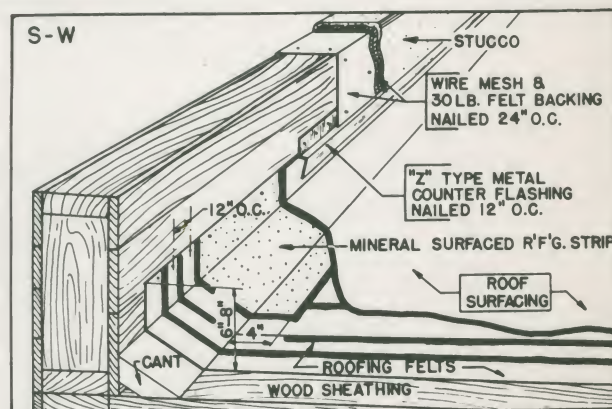 S-W
STUCCO
WIRE MESH &
30 LB. FELT BACKING
NAILED 24" O.C.
"Z" TYPE METAL
COUNTER FLASHING
NAILED 12" O.C.
12" O.C.
MINERAL SURFACED R'F'G. STRIP
ROOF
SURFACING
6"-8"
4"
CANT
ROOFING FELTS
WOOD SHEATHING